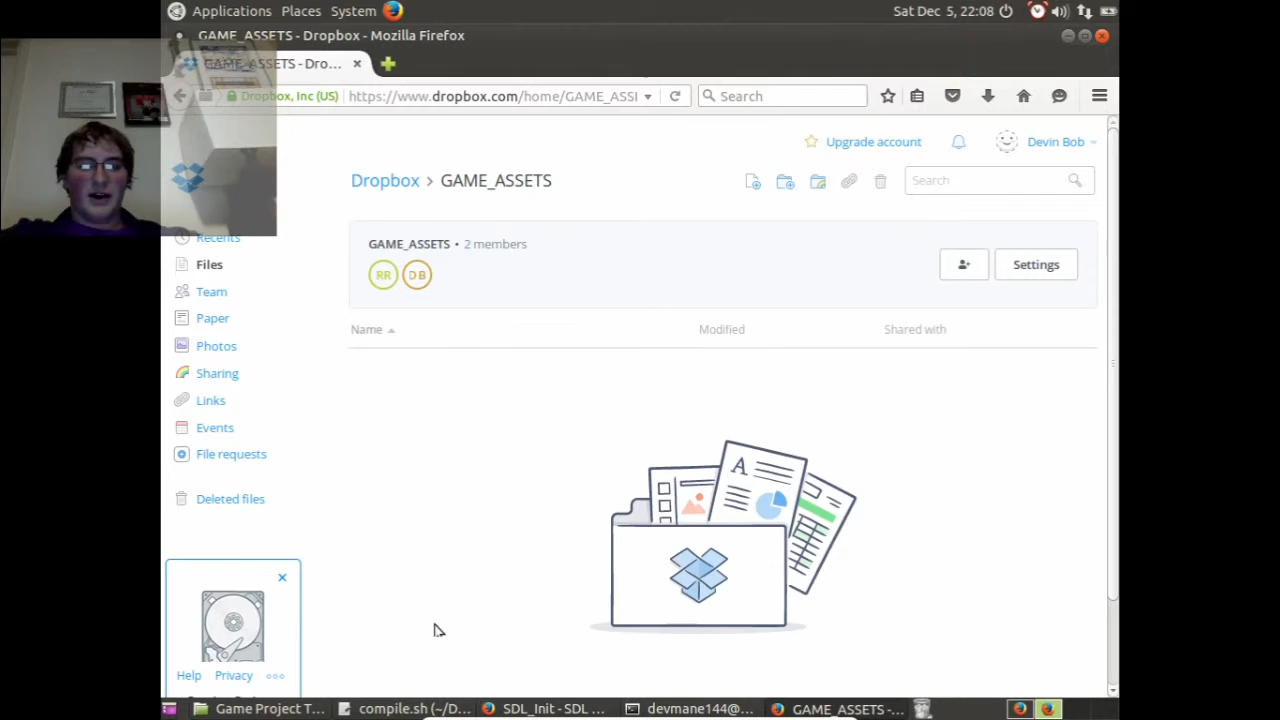 Applications Places System Sat Dec 5, 22:08
GAME_ASSETS - Dropbox - Mozilla Firefox
GAME_ASSETS - Dro...
Dropbox, Inc (US) https://www.dropbox.com/home/GAME_ASSI Search
Upgrade account Devin Bob
Dropbox › GAME_ASSETS Search
GAME_ASSETS • 2 members
RR DB
Settings
Name Modified Shared with
Recents
Files
Team
Paper
Photos
Sharing
Links
Events
File requests
Deleted files
A
Help Privacy
Game Project T... compile.sh (~/D... SDL_Init - SDL ... devmane144@... GAME_ASSETS -...